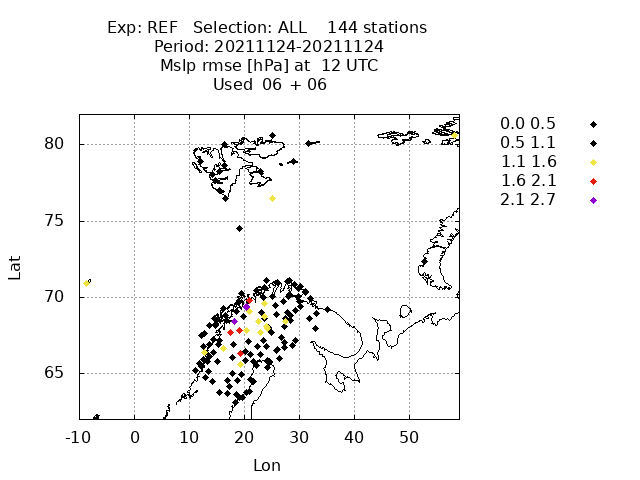 Exp: REF   Selection: ALL    144 stations
Period: 20211124-20211124
Mslp rmse [hPa] at  12 UTC
Used  06 + 06
0.0 0.5
0.5 1.1
1.1 1.6
1.6 2.1
2.1 2.7
80
75
70
65
Lat
-10 0 10 20 30 40 50
Lon